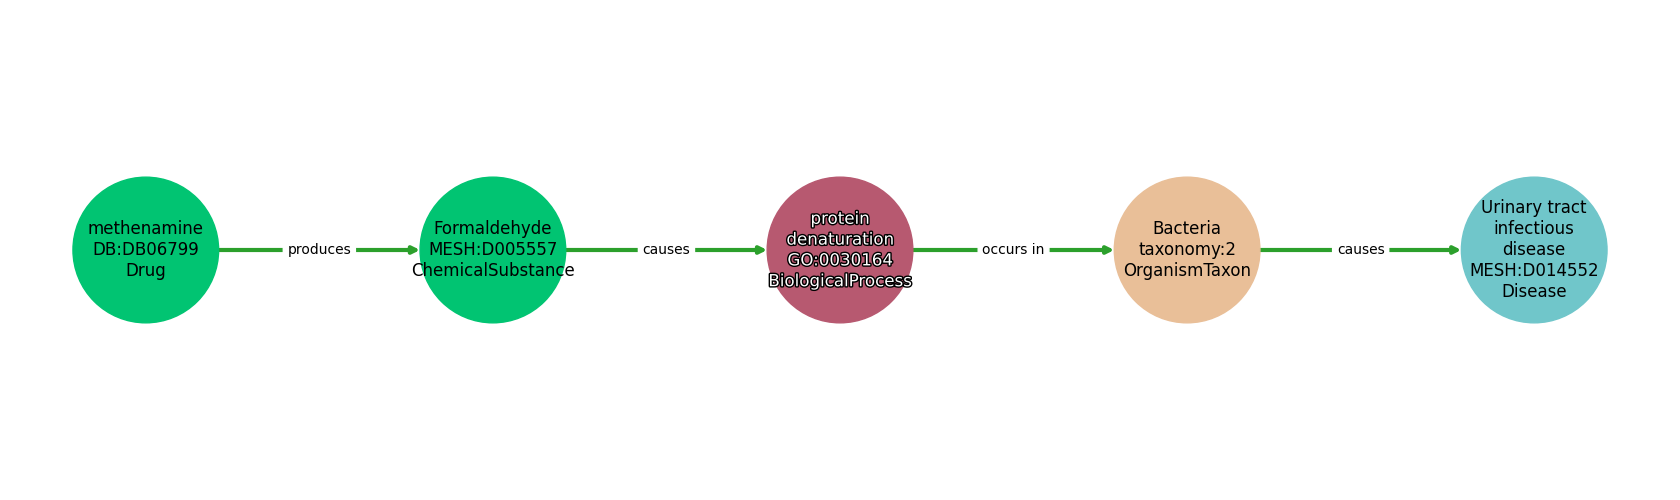 methenamine
DB:DB06799
Drug
produces
Formaldehyde
MESH:D005557
ChemicalSubstance
causes
protein
denaturation
GO:0030164
BiologicalProcess
occurs in
Bacteria
taxonomy:2
OrganismTaxon
causes
Urinary tract
infectious
disease
MESH:D014552
Disease